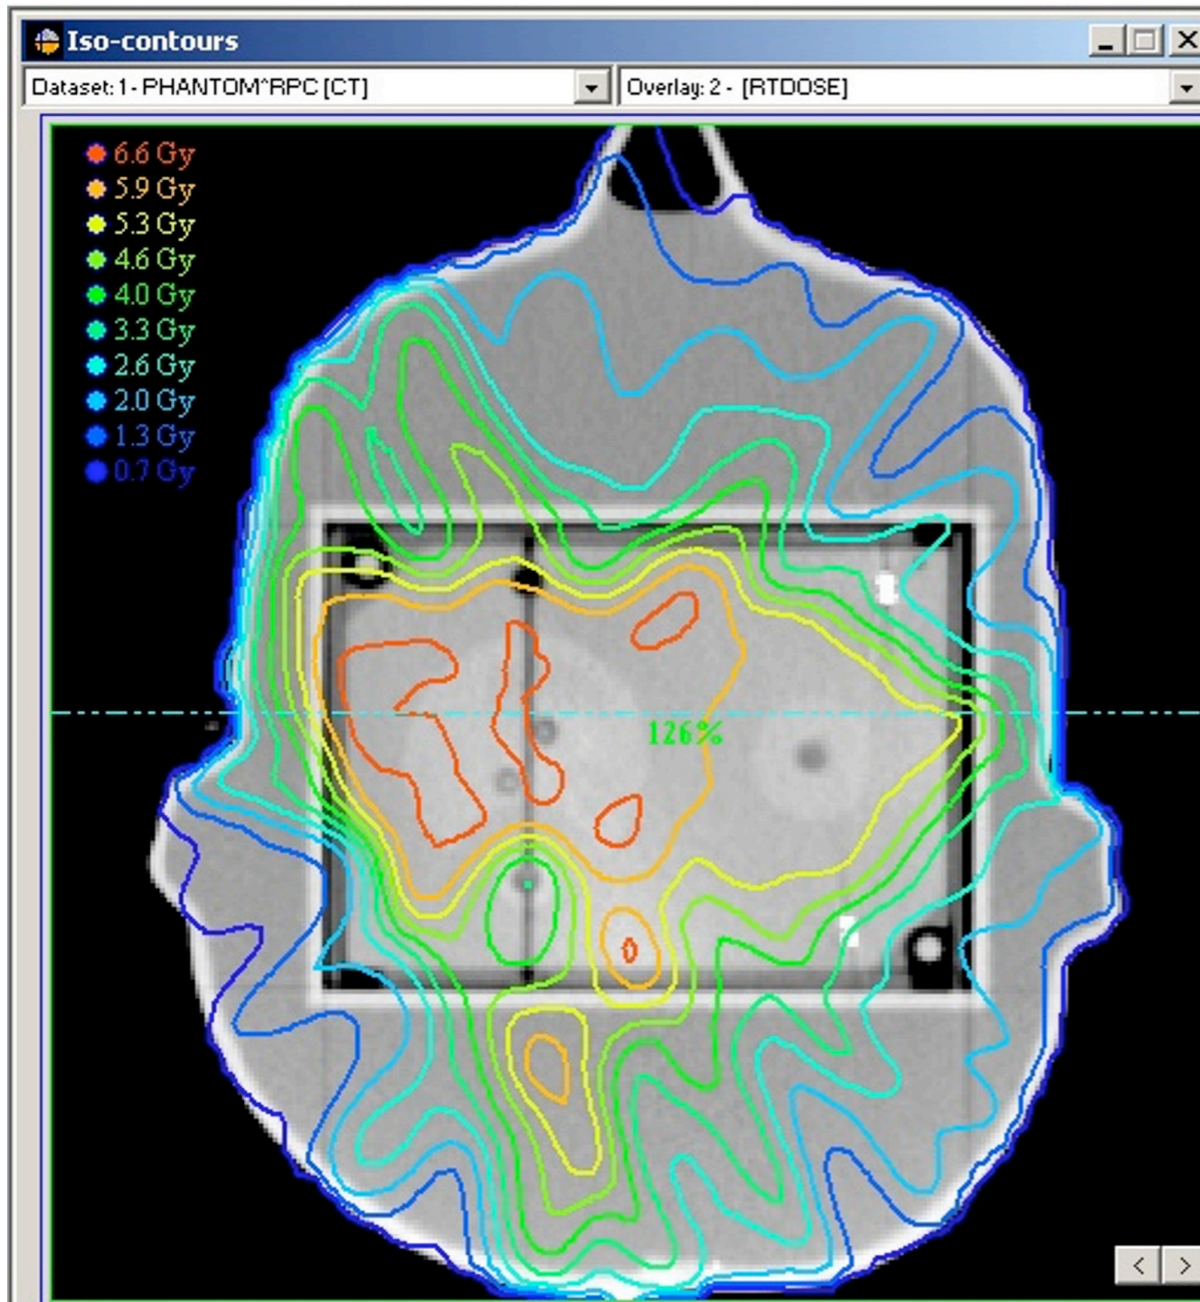 Iso-contours
Dataset: 1- PHANTOM^RPC [CT]
Overlay: 2 - [RTDOSE]
6.6 Gy
5.9 Gy
5.3 Gy
4.6 Gy
4.0 Gy
3.3 Gy
2.6 Gy
2.0 Gy
1.3 Gy
0.7 Gy
126%